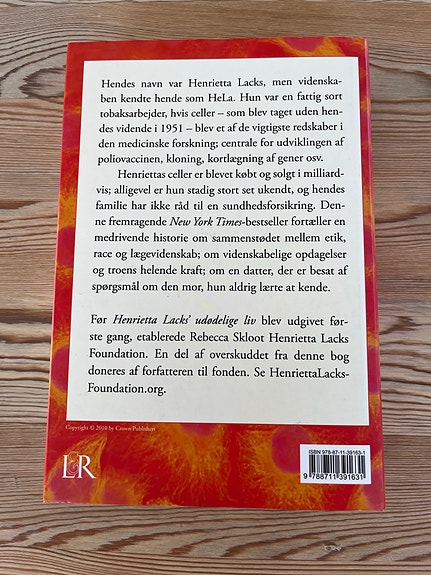 Hendes navn var Henrietta Lacks, men videnska-
ben kendte hende som HeLa. Hun var en fattig sort
tobaksarbejder, hvis celler – som blev taget uden hen-
des vidende i 1951 – blev et af de vigtigste redskaber i
den medicinske forskning; centrale for udviklingen af
poliovaccinen, kloning, kortlægning af gener osv.
Henriettas celler er blevet købt og solgt i milliard-
vis; alligevel er hun stadig stort set ukendt, og hendes
familie har ikke råd til en sundhedsforsikring. Den-
ne fremragende New York Times-bestseller fortæller en
medrivende historie om sammenstødet mellem etik,
race og lægevidenskab; om videnskabelige opdagelser
og troens helende kraft; om en datter, der er besat af
spørgsmål om den mor, hun aldrig lærte at kende.
Før Henrietta Lacks' udødelige liv blev udgivet før-
ste gang, etablerede Rebecca Skloot Henrietta Lacks
Foundation. En del af overskuddet fra denne bog
doneres af forfatteren til fonden. Se HenriettaLacks-
Foundation.org.
Copyright © 2010 by Crown Publishers
L&R
ISBN 978-87-11-39163-1
9 788711 391631